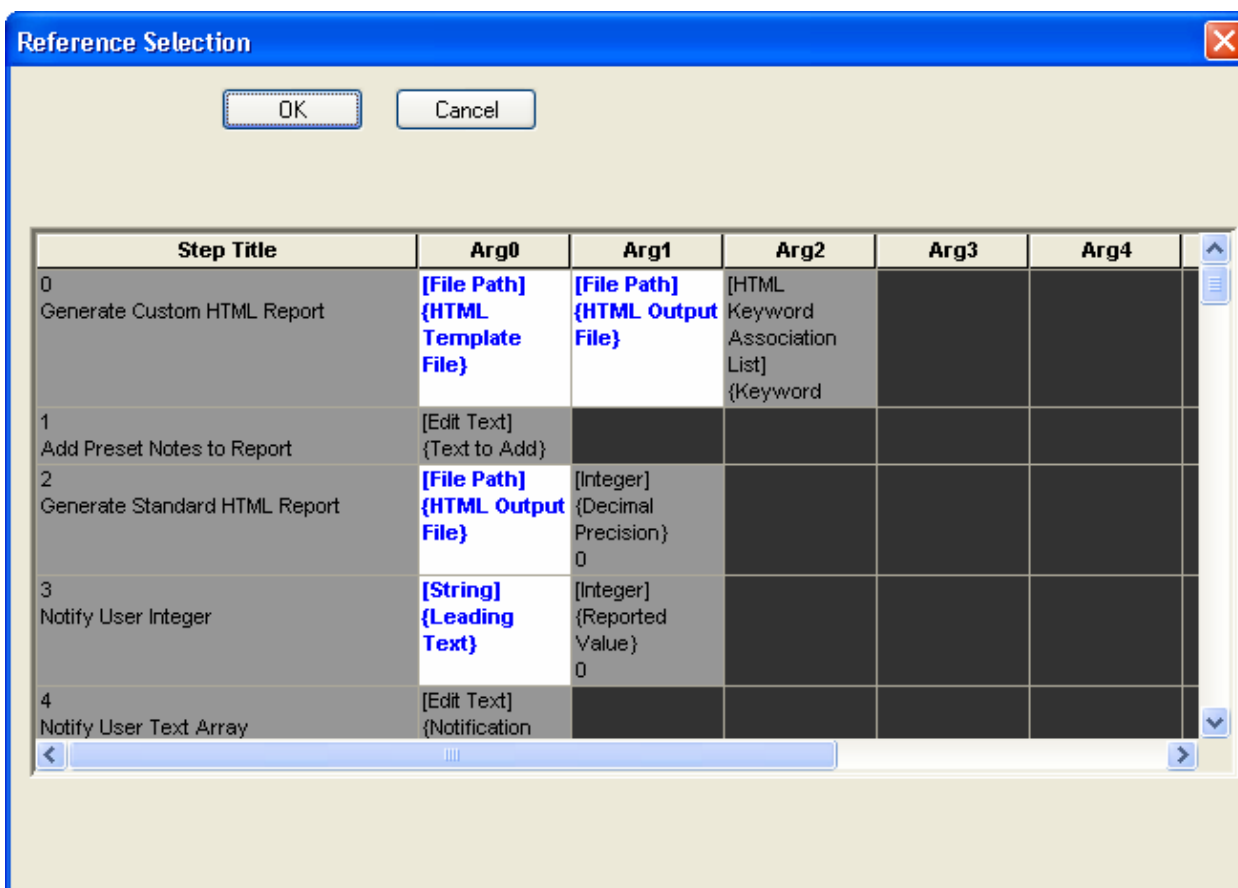 Reference Selection
OK Cancel
Step Title Arg0 Arg1 Arg2 Arg3 Arg4
0
Generate Custom HTML Report
[File Path]
{HTML
Template
File}
[File Path]
{HTML Output
File}
[HTML
Keyword
Association
List]
{Keyword
1
Add Preset Notes to Report
[Edit Text]
{Text to Add}
2
Generate Standard HTML Report
[File Path]
{HTML Output
File}
[Integer]
{Decimal
Precision}
0
3
Notify User Integer
[String]
{Leading
Text}
[Integer]
{Reported
Value}
0
4
Notify User Text Array
[Edit Text]
{Notification